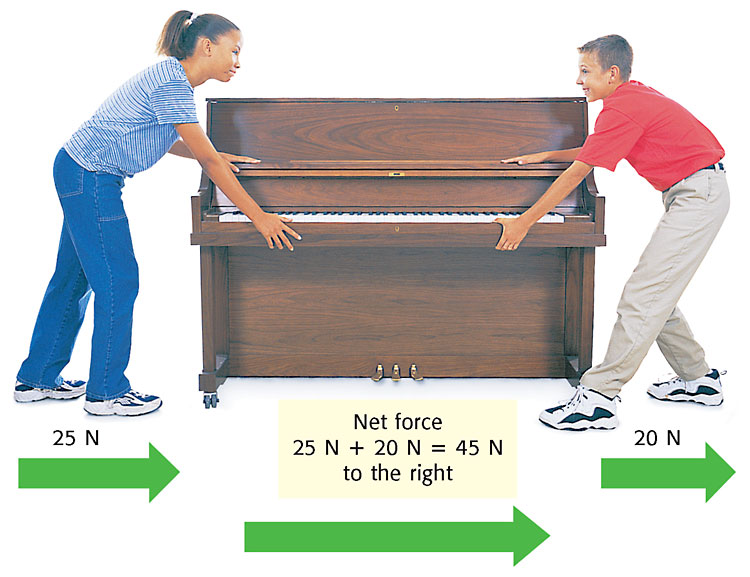 25 N
Net force
25 N + 20 N = 45 N
to the right
20 N